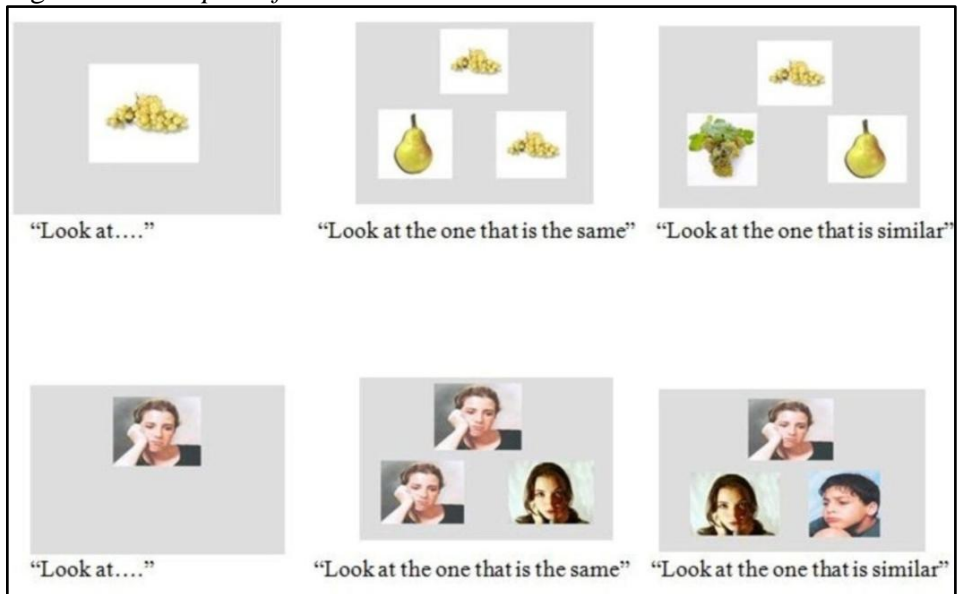 “Look at....”
“Look at the one that is the same”
“Look at the one that is similar”
“Look at....”
“Look at the one that is the same”
“Look at the one that is similar”